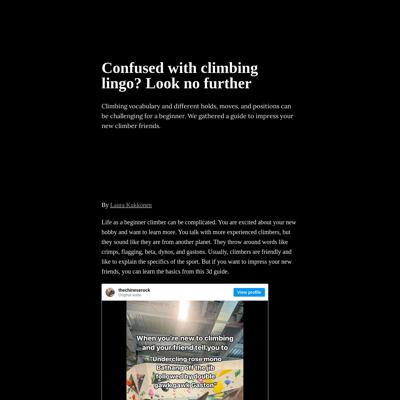 Confused with climbing
lingo? Look no further
Climbing vocabulary and different holds, moves, and positions can
be challenging for a beginner. We gathered a guide to impress your
new climber friends.
By Laura Kukkonen
Life as a beginner climber can be complicated. You are excited about your new
hobby and want to learn more. You talk with more experienced climbers, but
they sound like they are from another planet. They throw around words like
crimps, flagging, beta, dynos, and gastons. Usually, climbers are friendly and
like to explain the specifics of the sport. But if you want to impress your new
friends, you can learn the basics from this 3d guide.
thechineserock
Original audio
View profile
When you're new to climbing
and your friend tell you to
"Undercling rose mono
Bathang off the jib
followed by double
gawk gawk Gaston"